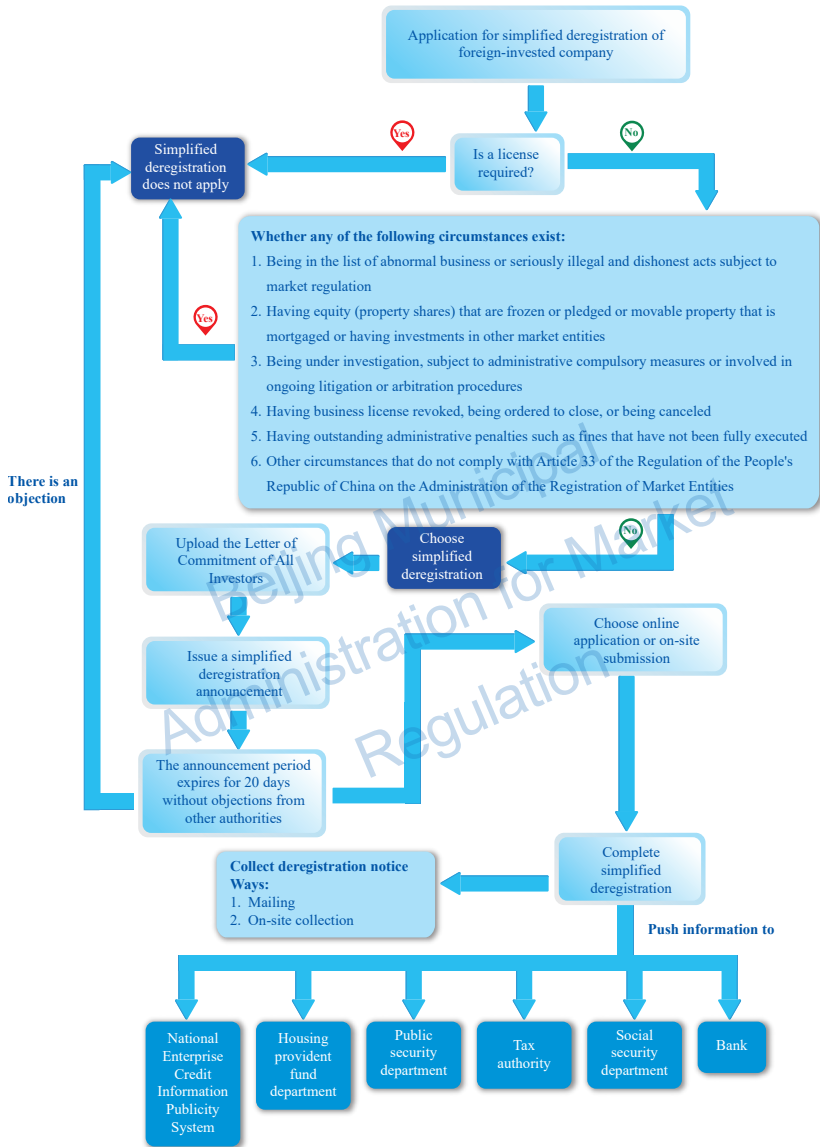 Application for simplified deregistration of
foreign-invested company
Yes
No
Simplified
deregistration
does not apply
Is a license
required?
Whether any of the following circumstances exist:
1. Being in the list of abnormal business or seriously illegal and dishonest acts subject to
market regulation
2. Having equity (property shares) that are frozen or pledged or movable property that is
mortgaged or having investments in other market entities
3. Being under investigation, subject to administrative compulsory measures or involved in
ongoing litigation or arbitration procedures
4. Having business license revoked, being ordered to close, or being canceled
5. Having outstanding administrative penalties such as fines that have not been fully executed
6. Other circumstances that do not comply with Article 33 of the Regulation of the People's
Republic of China on the Administration of the Registration of Market Entities
Yes
There is an
objection
No
Choose
simplified
deregistration
Upload the Letter of
Commitment of All
Investors
Issue a simplified
deregistration
announcement
The announcement period
expires for 20 days
without objections from
other authorities
Choose online
application or on-site
submission
Complete
simplified
deregistration
Collect deregistration notice
Ways:
1. Mailing
2. On-site collection
Push information to
National
Enterprise
Credit
Information
Publicity
System
Housing
provident
fund
department
Public
security
department
Tax
authority
Social
security
department
Bank
Beijing Municipal
Administration for Market
Regulation